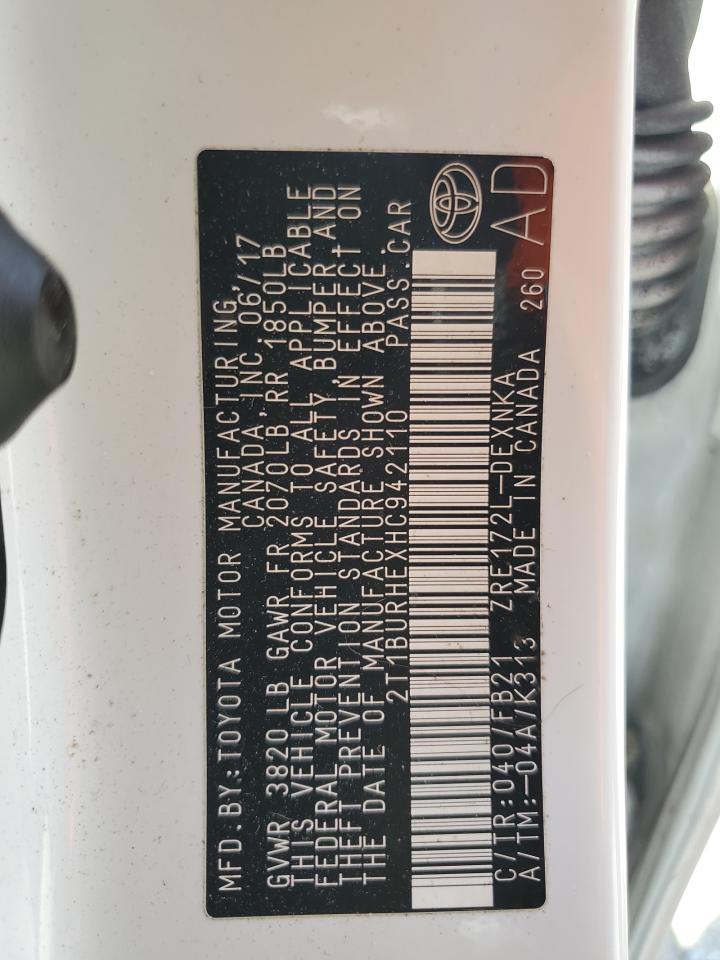 MFD.BY:TOYOTA MOTOR MANUFACTURING,
CANADA, INC. 06/17
GVWR 3820LB GAWR FR 2070LB, RR 1850LB
THIS VEHICLE CONFORMS TO ALL APPLICABLE
FEDERAL MOTOR VEHICLE SAFETY, BUMPER, AND
THEFT PREVENTION STANDARDS IN EFFECT ON
THE DATE OF MANUFACTURE SHOWN ABOVE.
2T1BURHEXHC942110 PASS.CAR
C/TR:040/FB21 ZRE172L-DEXNKA
A/TM:-04A/K313 MADE IN CANADA 260
AD